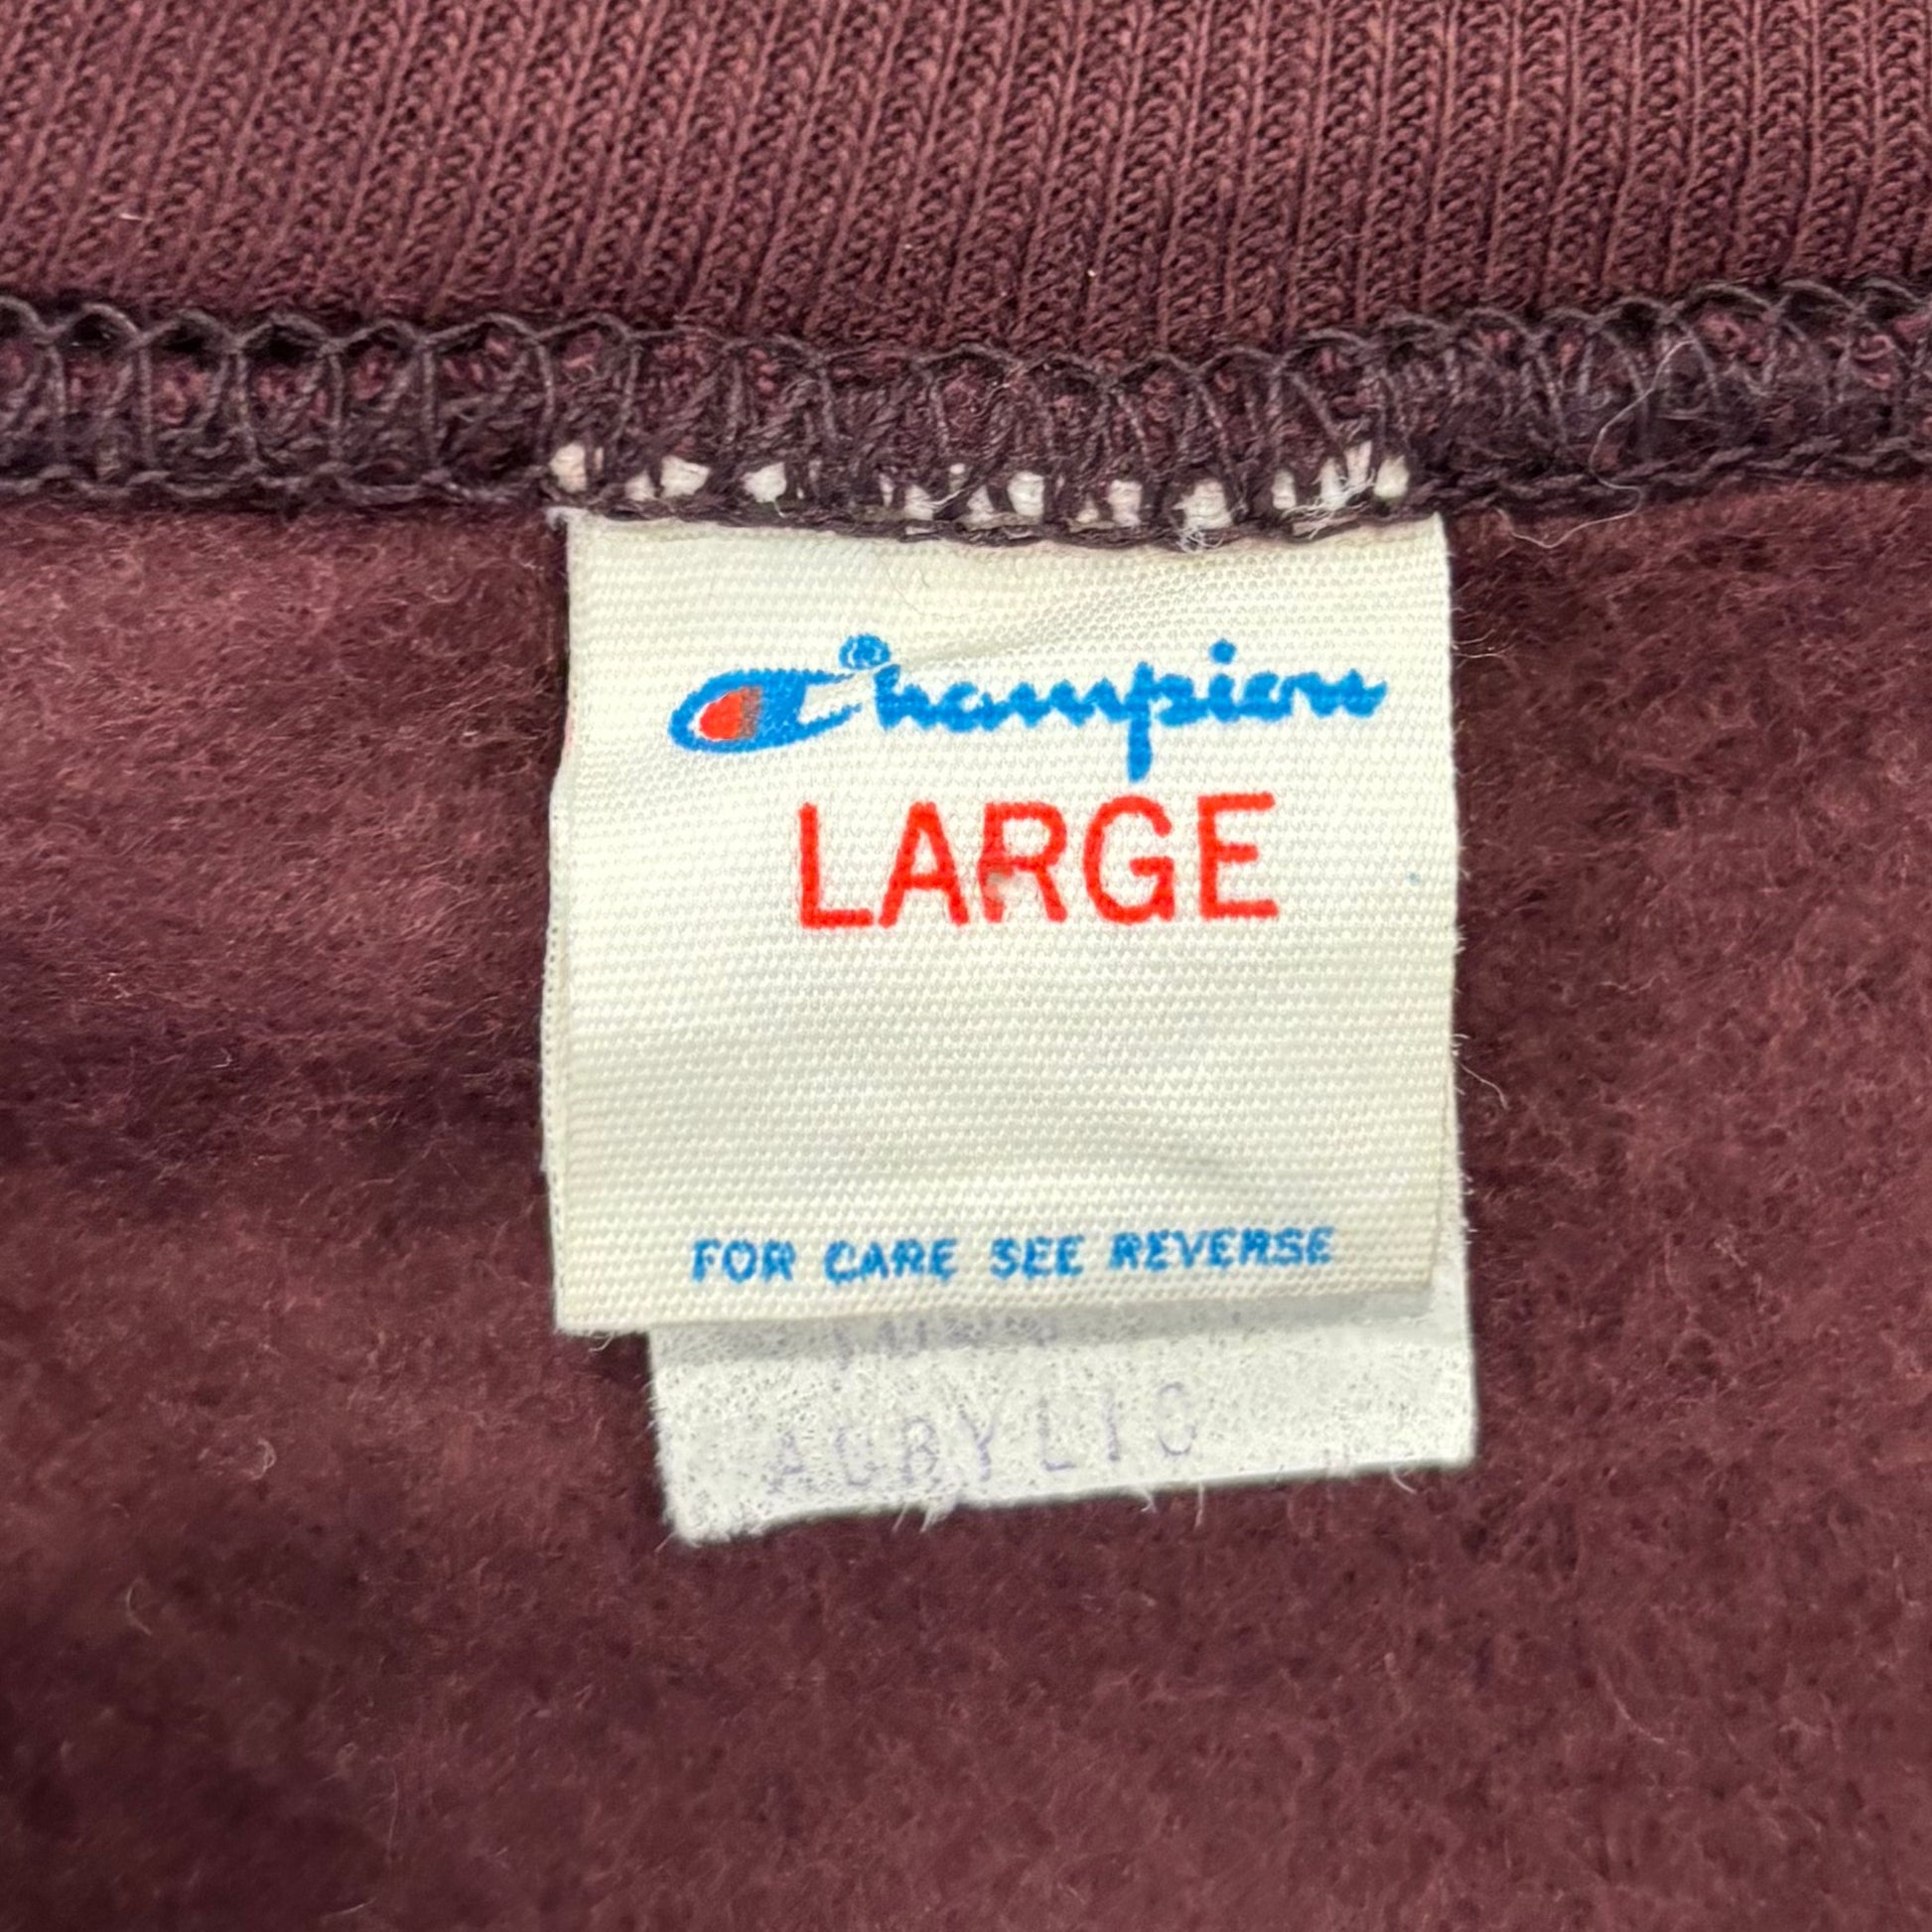 Champion®
LARGE
FOR CARE SEE REVERSE
ACRYLIC